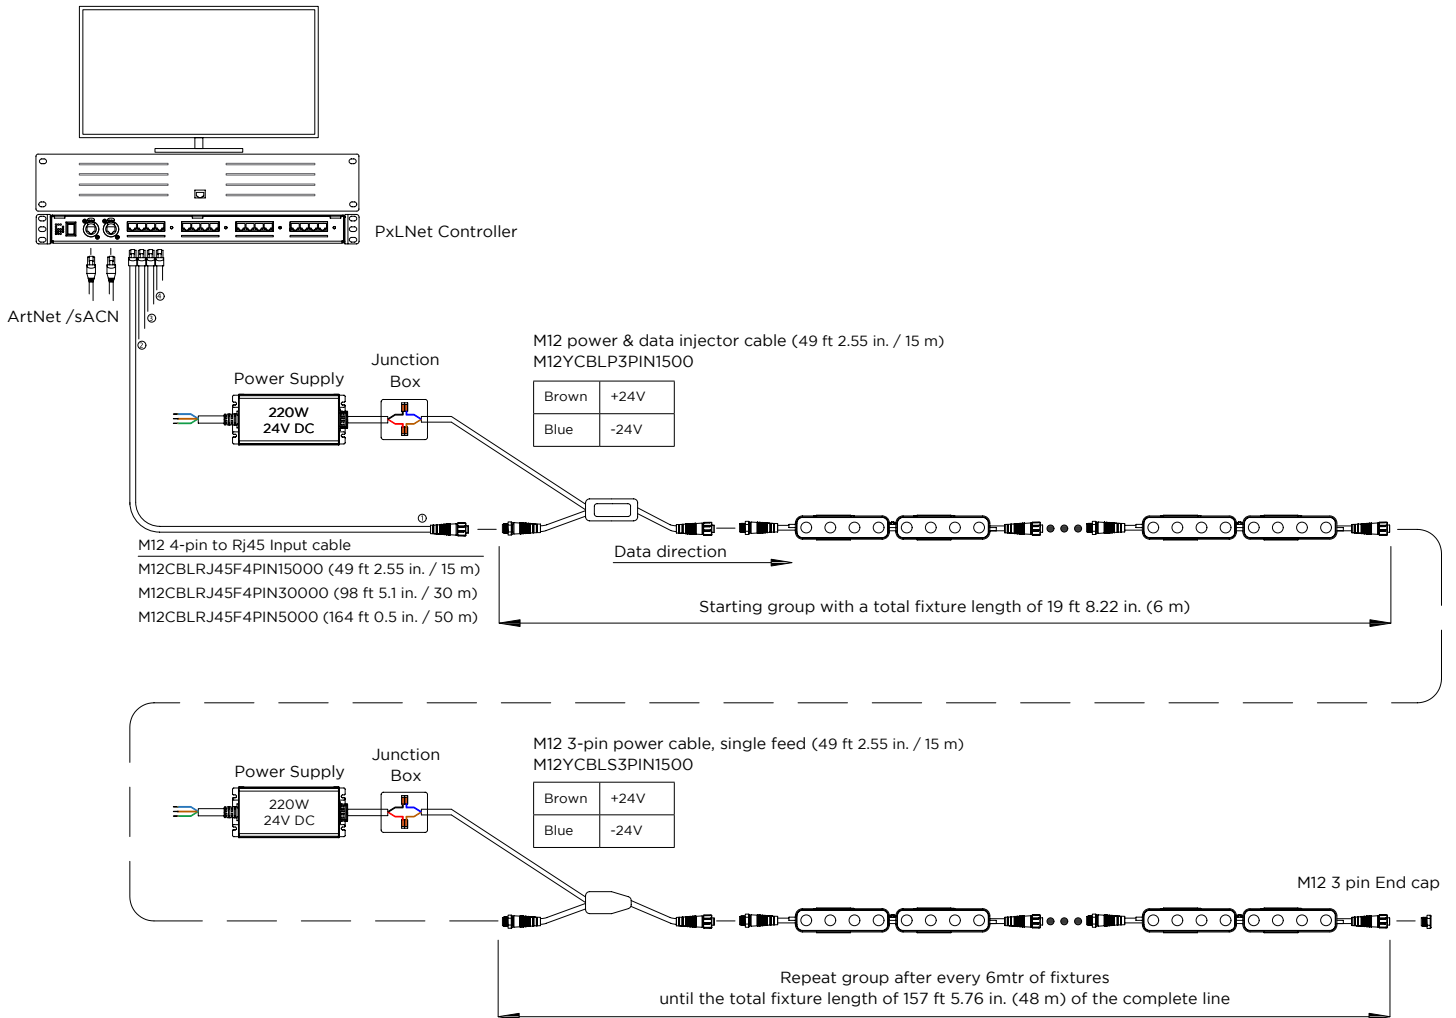 PxLNet Controller
ArtNet /sACN
④
③
②
M12 power & data injector cable (49 ft 2.55 in. / 15 m)
M12YCBLP3PIN1500
Junction
Box
Power Supply
220W
24V DC
Brown +24V
Blue -24V
①
M12 4-pin to Rj45 Input cable
M12CBLRJ45F4PIN15000 (49 ft 2.55 in. / 15 m)
M12CBLRJ45F4PIN30000 (98 ft 5.1 in. / 30 m)
M12CBLRJ45F4PIN5000 (164 ft 0.5 in. / 50 m)
Data direction
Starting group with a total fixture length of 19 ft 8.22 in. (6 m)
M12 3-pin power cable, single feed (49 ft 2.55 in. / 15 m)
M12YCBLS3PIN1500
Junction
Box
Power Supply
220W
24V DC
Brown +24V
Blue -24V
M12 3 pin End cap
Repeat group after every 6mtr of fixtures
until the total fixture length of 157 ft 5.76 in. (48 m) of the complete line